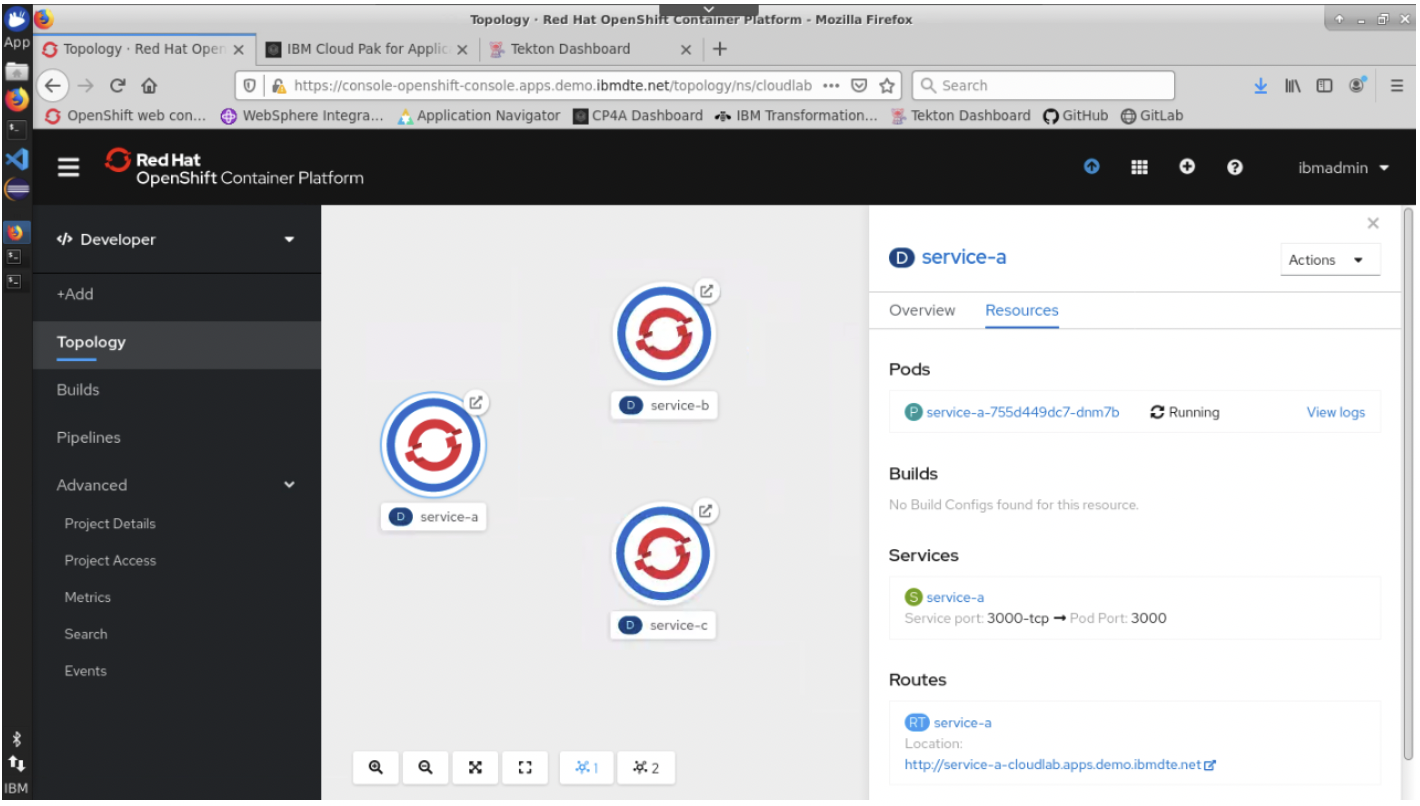 Topology · Red Hat OpenShift Container Platform - Mozilla Firefox
App
Topology · Red Hat Open
IBM Cloud Pak for Applic
Tekton Dashboard
https://console-openshift-console.apps.demo.ibmdte.net/topology/ns/cloudlab
Search
OpenShift web con... WebSphere Integra... Application Navigator CP4A Dashboard IBM Transformation... Tekton Dashboard GitHub GitLab
Red Hat
OpenShift Container Platform
ibmadmin
Developer
+Add
Topology
Builds
Pipelines
Advanced
Project Details
Project Access
Metrics
Search
Events
IBM
D service-b
D service-a
D service-c
1
2
D service-a
Actions
Overview Resources
Pods
P service-a-755d449dc7-dnm7b Running View logs
Builds
No Build Configs found for this resource.
Services
S service-a
Service port: 3000-tcp → Pod Port: 3000
Routes
RT service-a
Location:
http://service-a-cloudlab.apps.demo.ibmdte.net